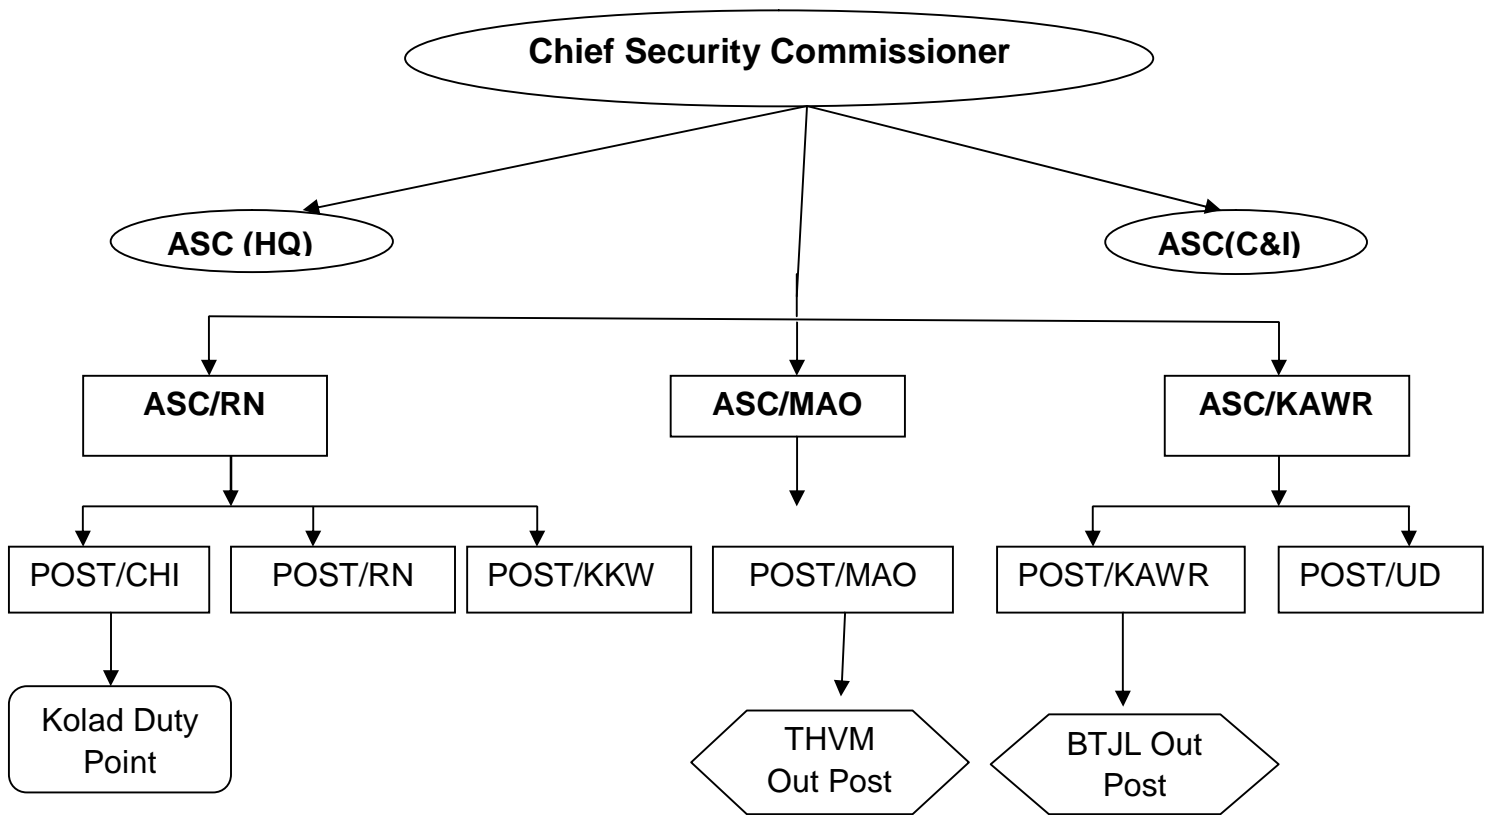 Chief Security Commissioner
ASC (HQ)
ASC(C&I)
ASC/RN
ASC/MAO
ASC/KAWR
POST/CHI
POST/RN
POST/KKW
POST/MAO
POST/KAWR
POST/UD
Kolad Duty
Point
THVM
Out Post
BTJL Out
Post